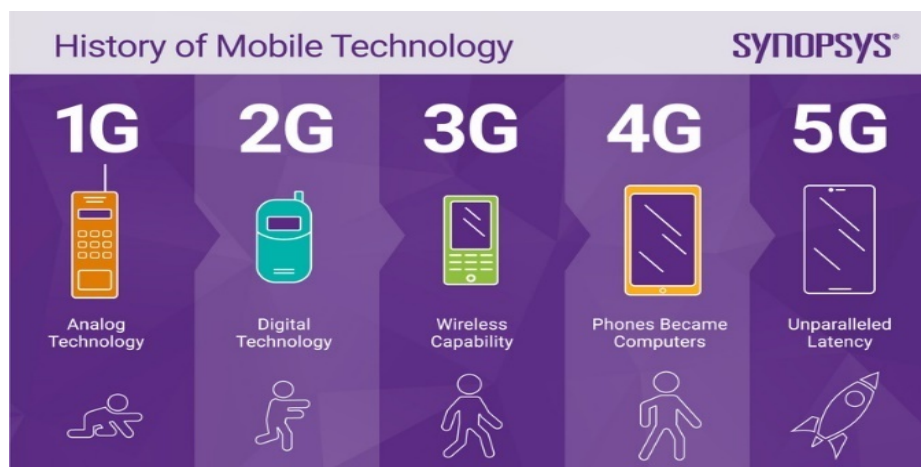 History of Mobile Technology
SYNOPSYS®
1G
2G
3G
4G
5G
Analog
Technology
Digital
Technology
Wireless
Capability
Phones Became
Computers
Unparalleled
Latency